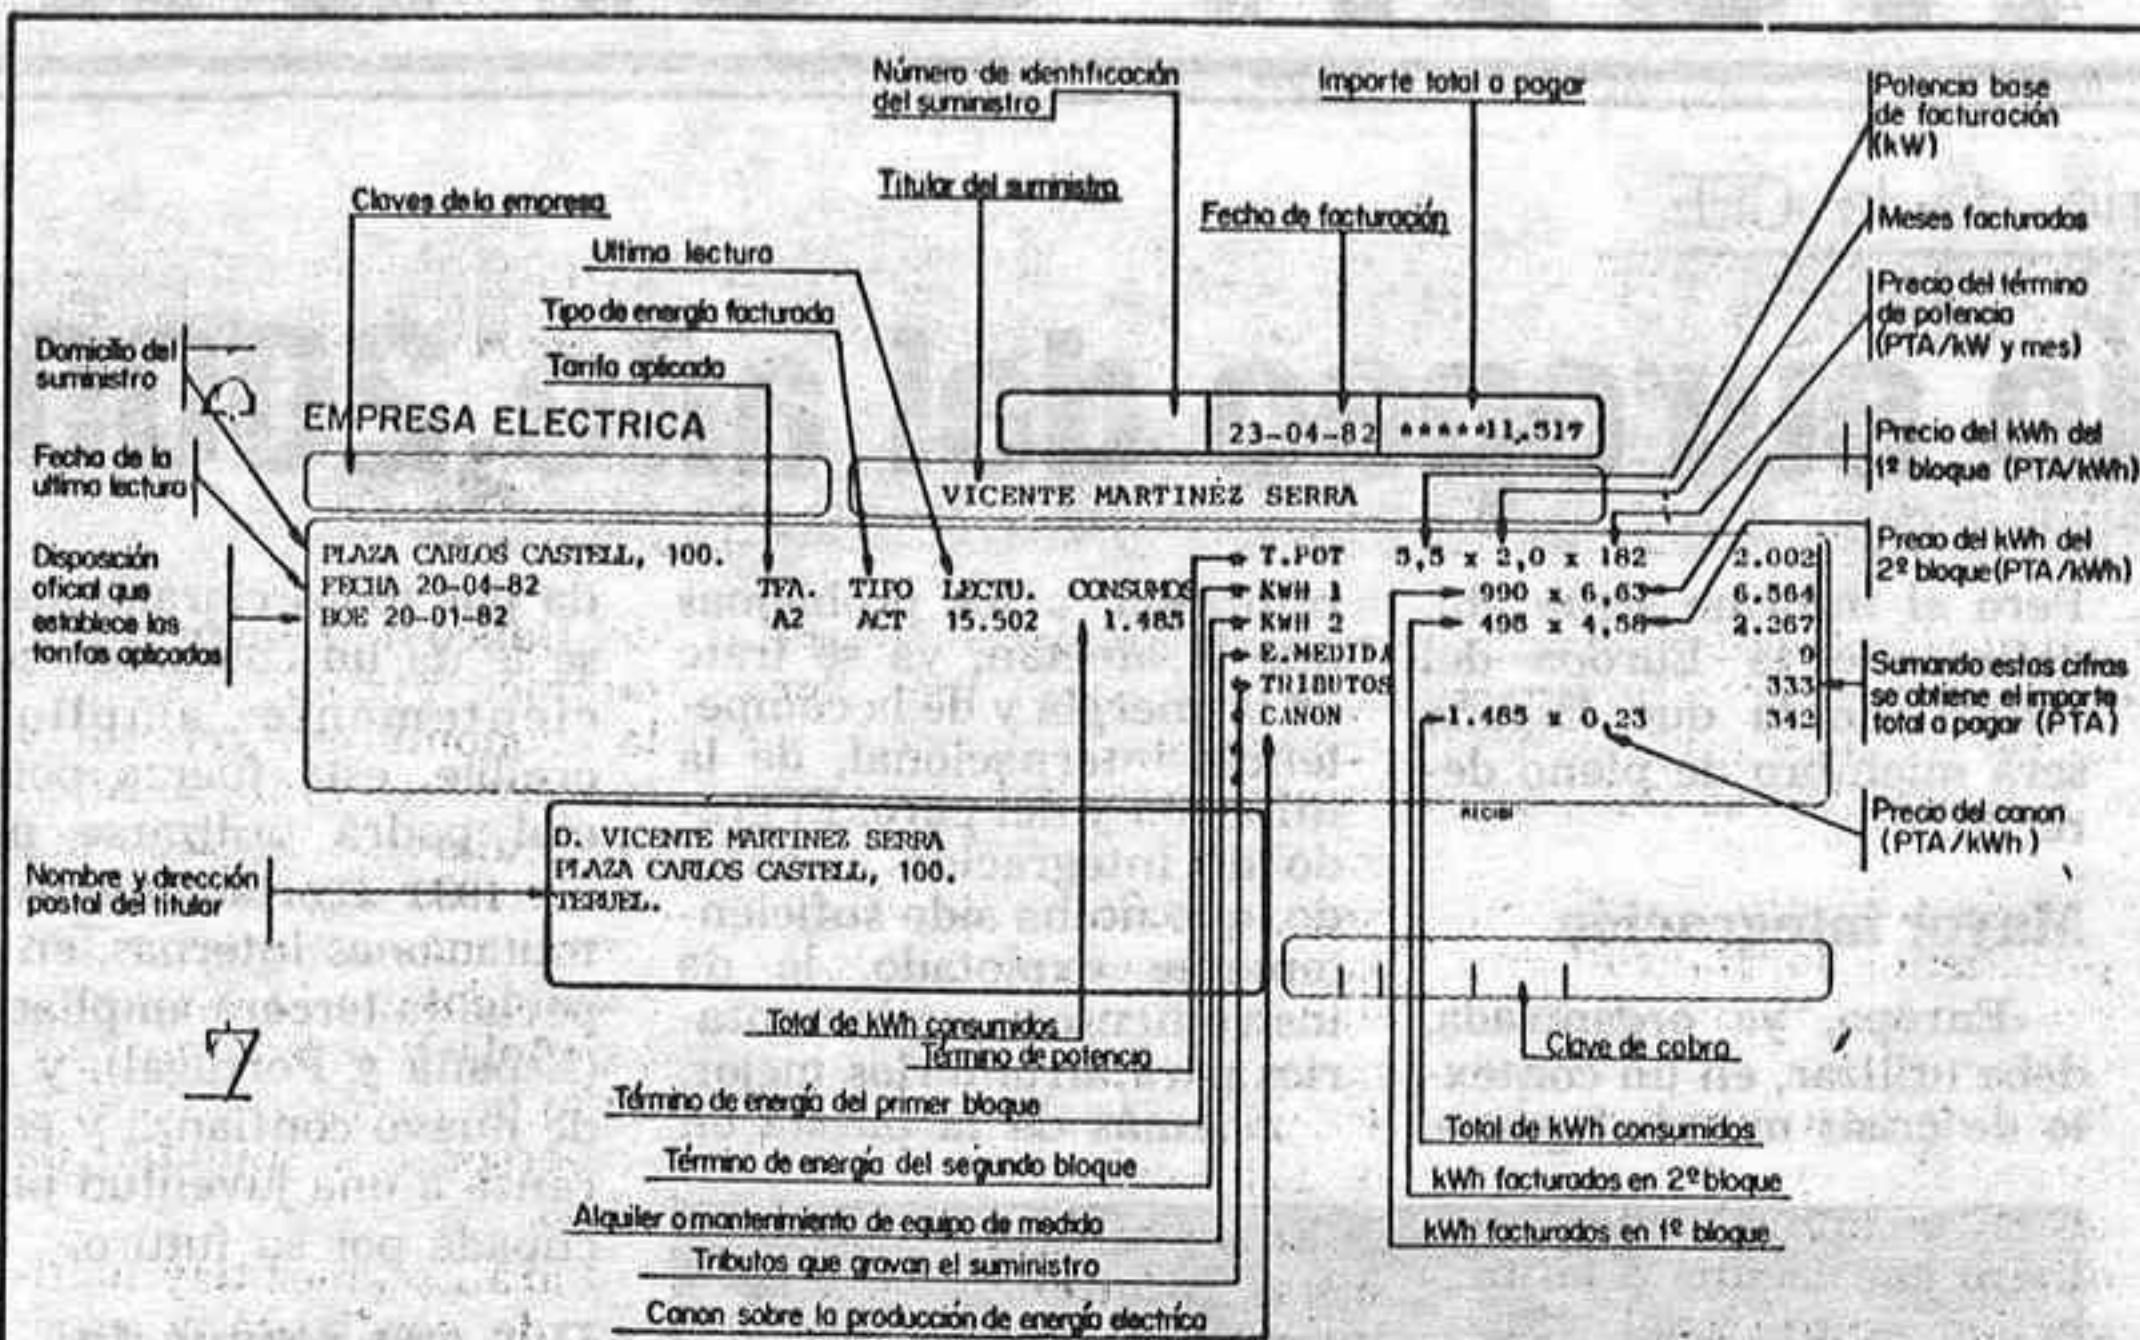 Número de identificación
del suministro
Importe total a pagar
Potencia base
de facturación
(kW)
Titular del suministro
Claves de la empresa
Fecha de facturación
Meses facturados
Ultima lectura
Precio del término
de potencia
(PTA/kW y mes)
Tipo de energía facturada
Domicilio del
suministro
Tarifa aplicada
EMPRESA ELECTRICA
23-04-82
*****11.517
Precio del kWh del
1º bloque (PTA/kWh)
Fecha de la
ultima lectura
VICENTE MARTINEZ SERRA
Precio del kWh del
2º bloque (PTA/kWh)
Disposición
oficial que
establece las
tarifas aplicadas
PLAZA CARLOS CASTELL, 100.
FECHA 20-04-82
BOE 20-01-82
TFA. TIPO LECTU. CONSUMOS
A2 ACT 15.502 1.485
T.POT 5,5 x 2,0 x 182 2.002
KWH 1 990 x 6,63 6.564
KWH 2 495 x 4,58 2.267
E.MEDIDA 9
TRIBUTOS 333
CANON 1.485 x 0,23 342
Sumando estas cifras
se obtiene el importe
total a pagar (PTA)
RECIBI
Precio del canon
(PTA/kWh)
Nombre y dirección
postal del titular
D. VICENTE MARTINEZ SERRA
PLAZA CARLOS CASTELL, 100.
TERUEL.
Total de kWh consumidos
Término de potencia
Clave de cobro
7
Término de energía del primer bloque
Total de kWh consumidos
Término de energía del segundo bloque
kWh facturados en 2º bloque
Alquiler o mantenimiento de equipo de medida
kWh facturados en 1º bloque
Tributos que gravan el suministro
Canon sobre la producción de energía electrica